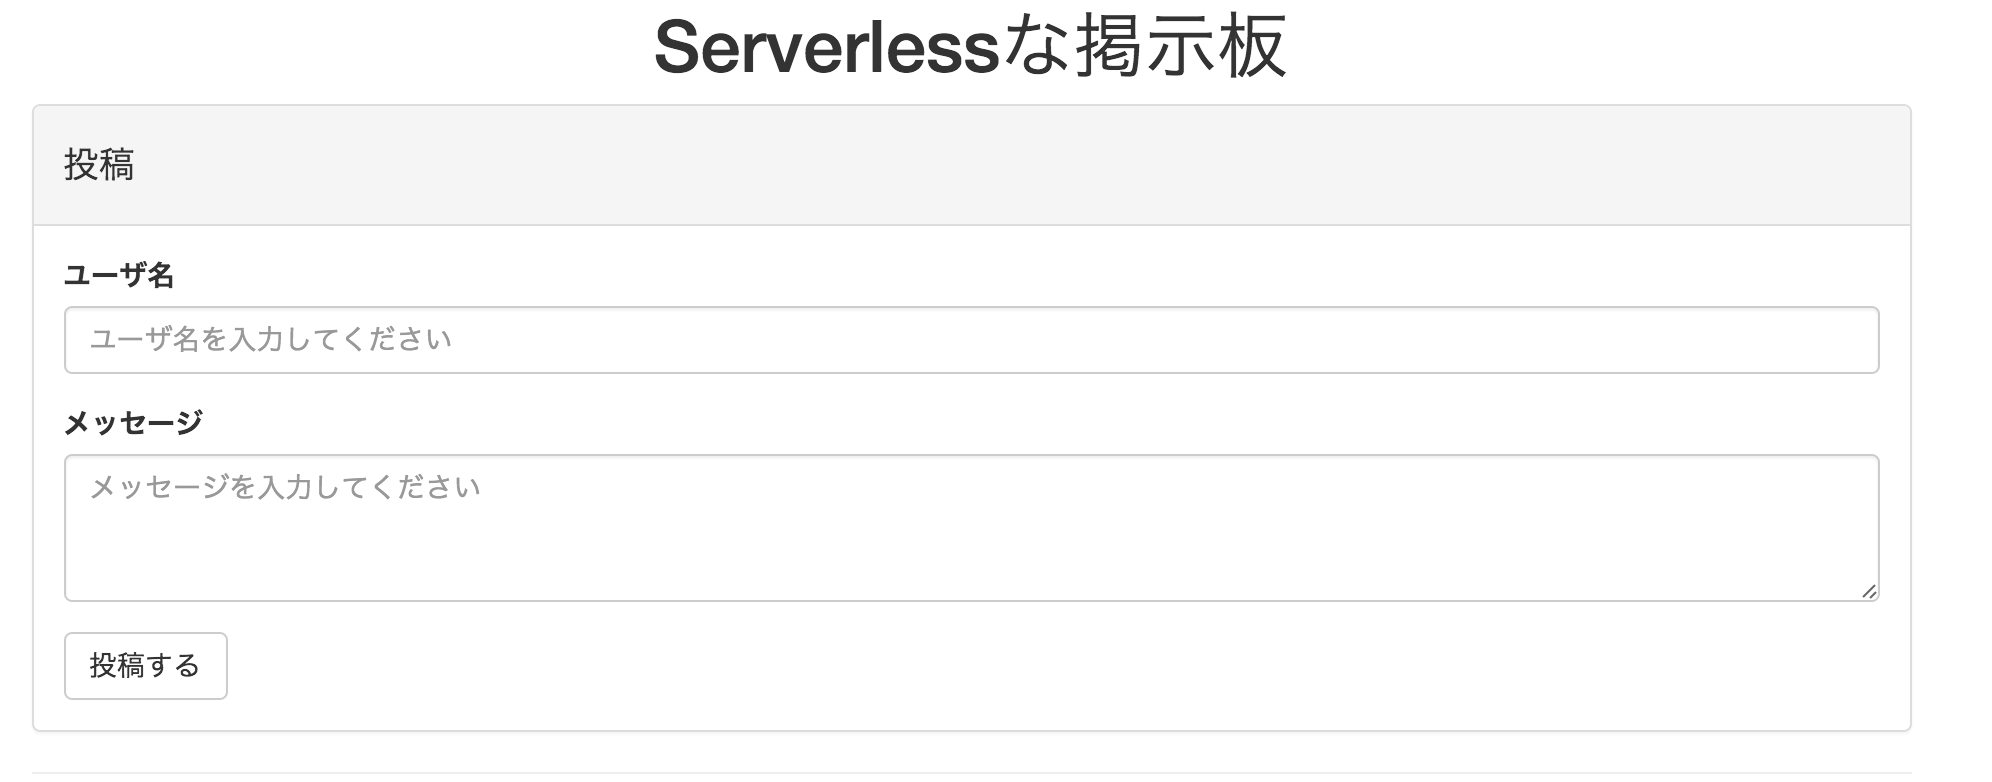 Serverlessな掲示板
投稿
ユーザ名
ユーザ名を入力してください
メッセージ
メッセージを入力してください
投稿する